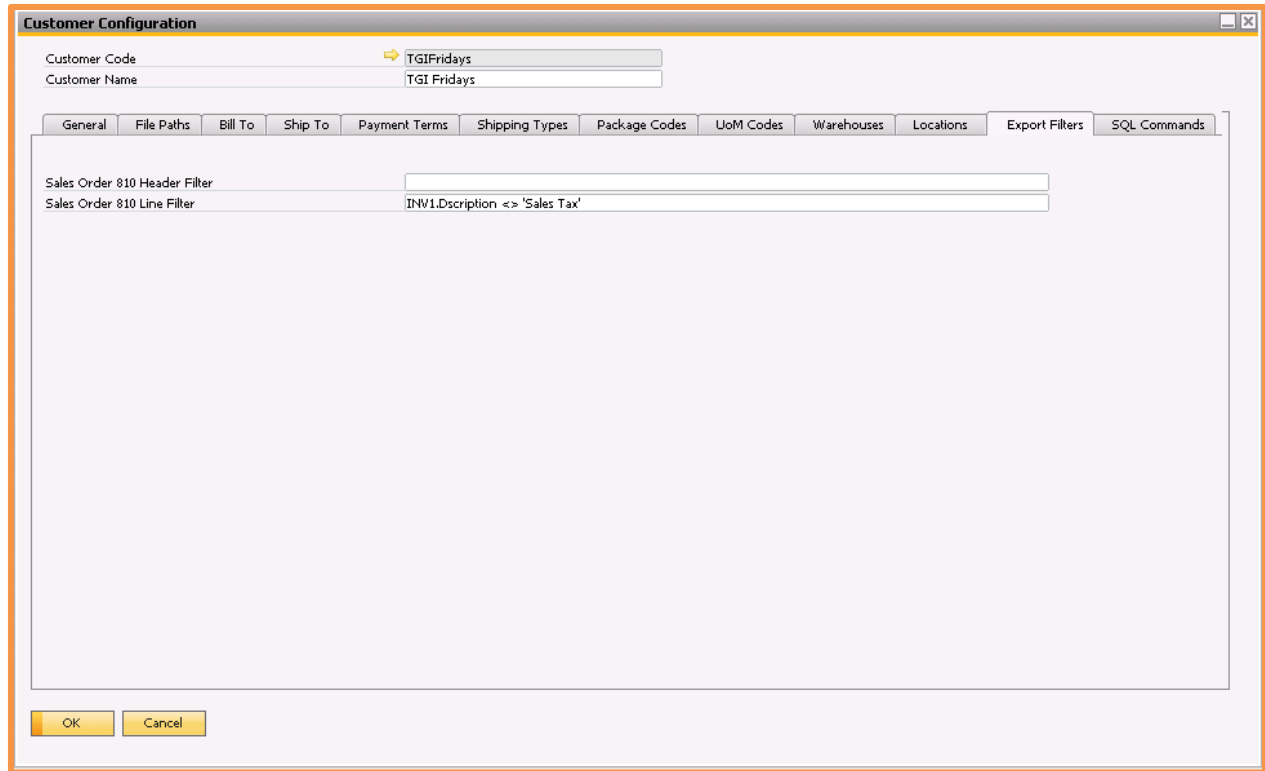 Customer Configuration
Customer Code TGIFridays
Customer Name TGI Fridays
General File Paths Bill To Ship To Payment Terms Shipping Types Package Codes UoM Codes Warehouses Locations Export Filters SQL Commands
Sales Order 810 Header Filter
Sales Order 810 Line Filter INV1.Dscription <> 'Sales Tax'
OK Cancel